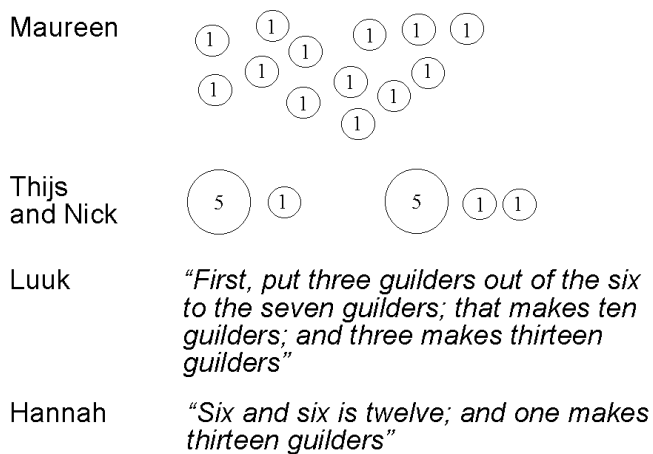 Maureen
1 1 1 1 1 1
1 1 1 1 1 1 1
Thijs
and Nick
5 1 5 1 1
Luuk
“First, put three guilders out of the six
to the seven guilders; that makes ten
guilders; and three makes thirteen
guilders”
Hannah
“Six and six is twelve; and one makes
thirteen guilders”